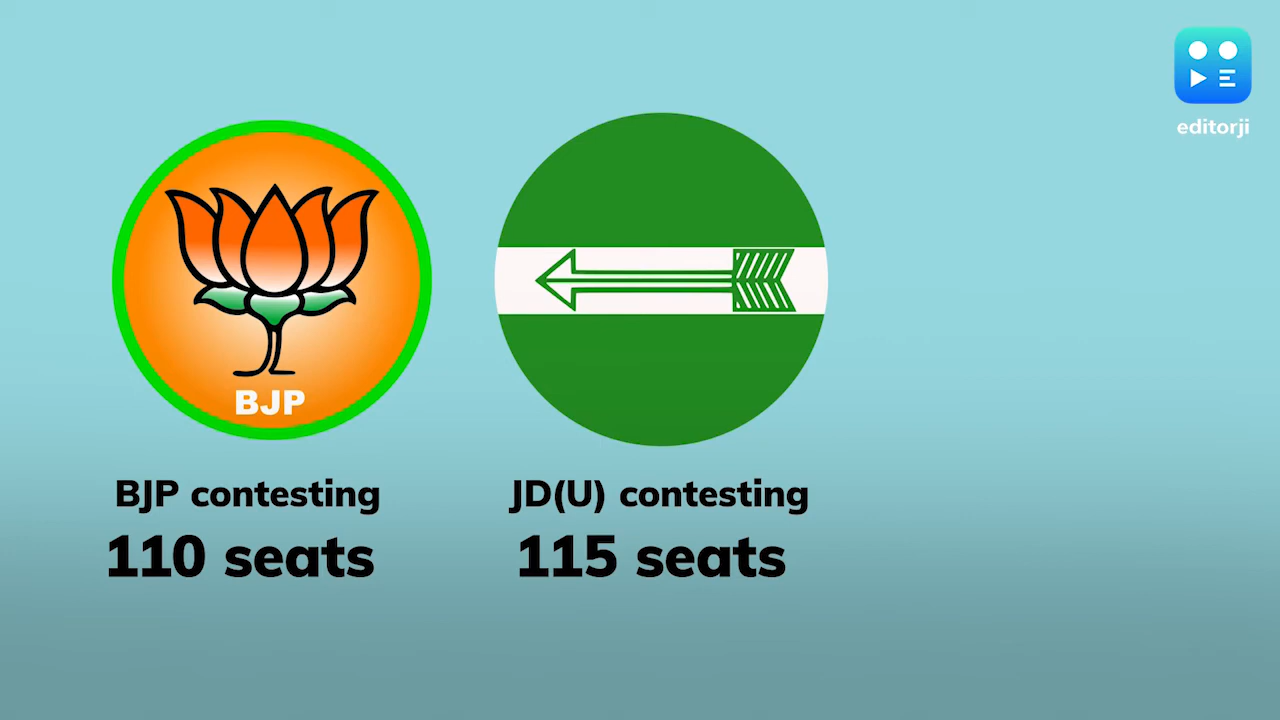 editorji
BJP
BJP contesting
110 seats
JD(U) contesting
115 seats